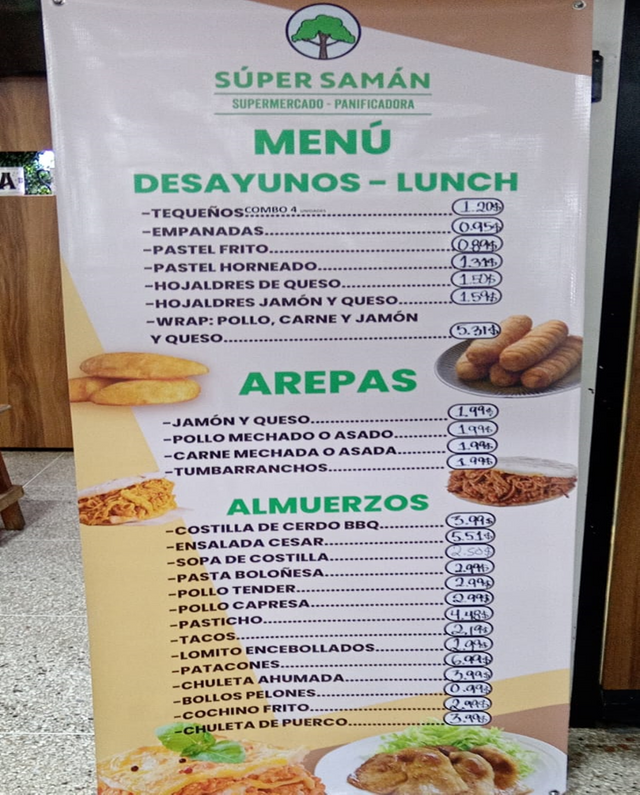 SÚPER SAMÁN
SUPERMERCADO - PANIFICADORA
MENÚ
DESAYUNOS – LUNCH
-TEQUEÑOS COMBO 4 1.20$
-EMPANADAS 0.95$
-PASTEL FRITO 0.89$
-PASTEL HORNEADO 1.31$
-HOJALDRES DE QUESO 1.50$
-HOJALDRES JAMÓN Y QUESO 1.59$
-WRAP: POLLO, CARNE Y JAMÓN
Y QUESO 5.31$
AREPAS
-JAMÓN Y QUESO 1.99$
-POLLO MECHADO O ASADO 1.99$
-CARNE MECHADA O ASADA 1.99$
-TUMBARRANCHOS 1.99$
ALMUERZOS
-COSTILLA DE CERDO BBQ 3.99$
-ENSALADA CESAR 5.51$
-SOPA DE COSTILLA 2.50$
-PASTA BOLOÑESA 2.99$
-POLLO TENDER 2.99$
-POLLO CAPRESA 2.99$
-PASTICHO 4.48$
-TACOS 2.19$
-LOMITO ENCEBOLLADOS 2.99$
-PATACONES 6.99$
-CHULETA AHUMADA 3.99$
-BOLLOS PELONES 0.99$
-COCHINO FRITO 2.99$
-CHULETA DE PUERCO 3.99$
A